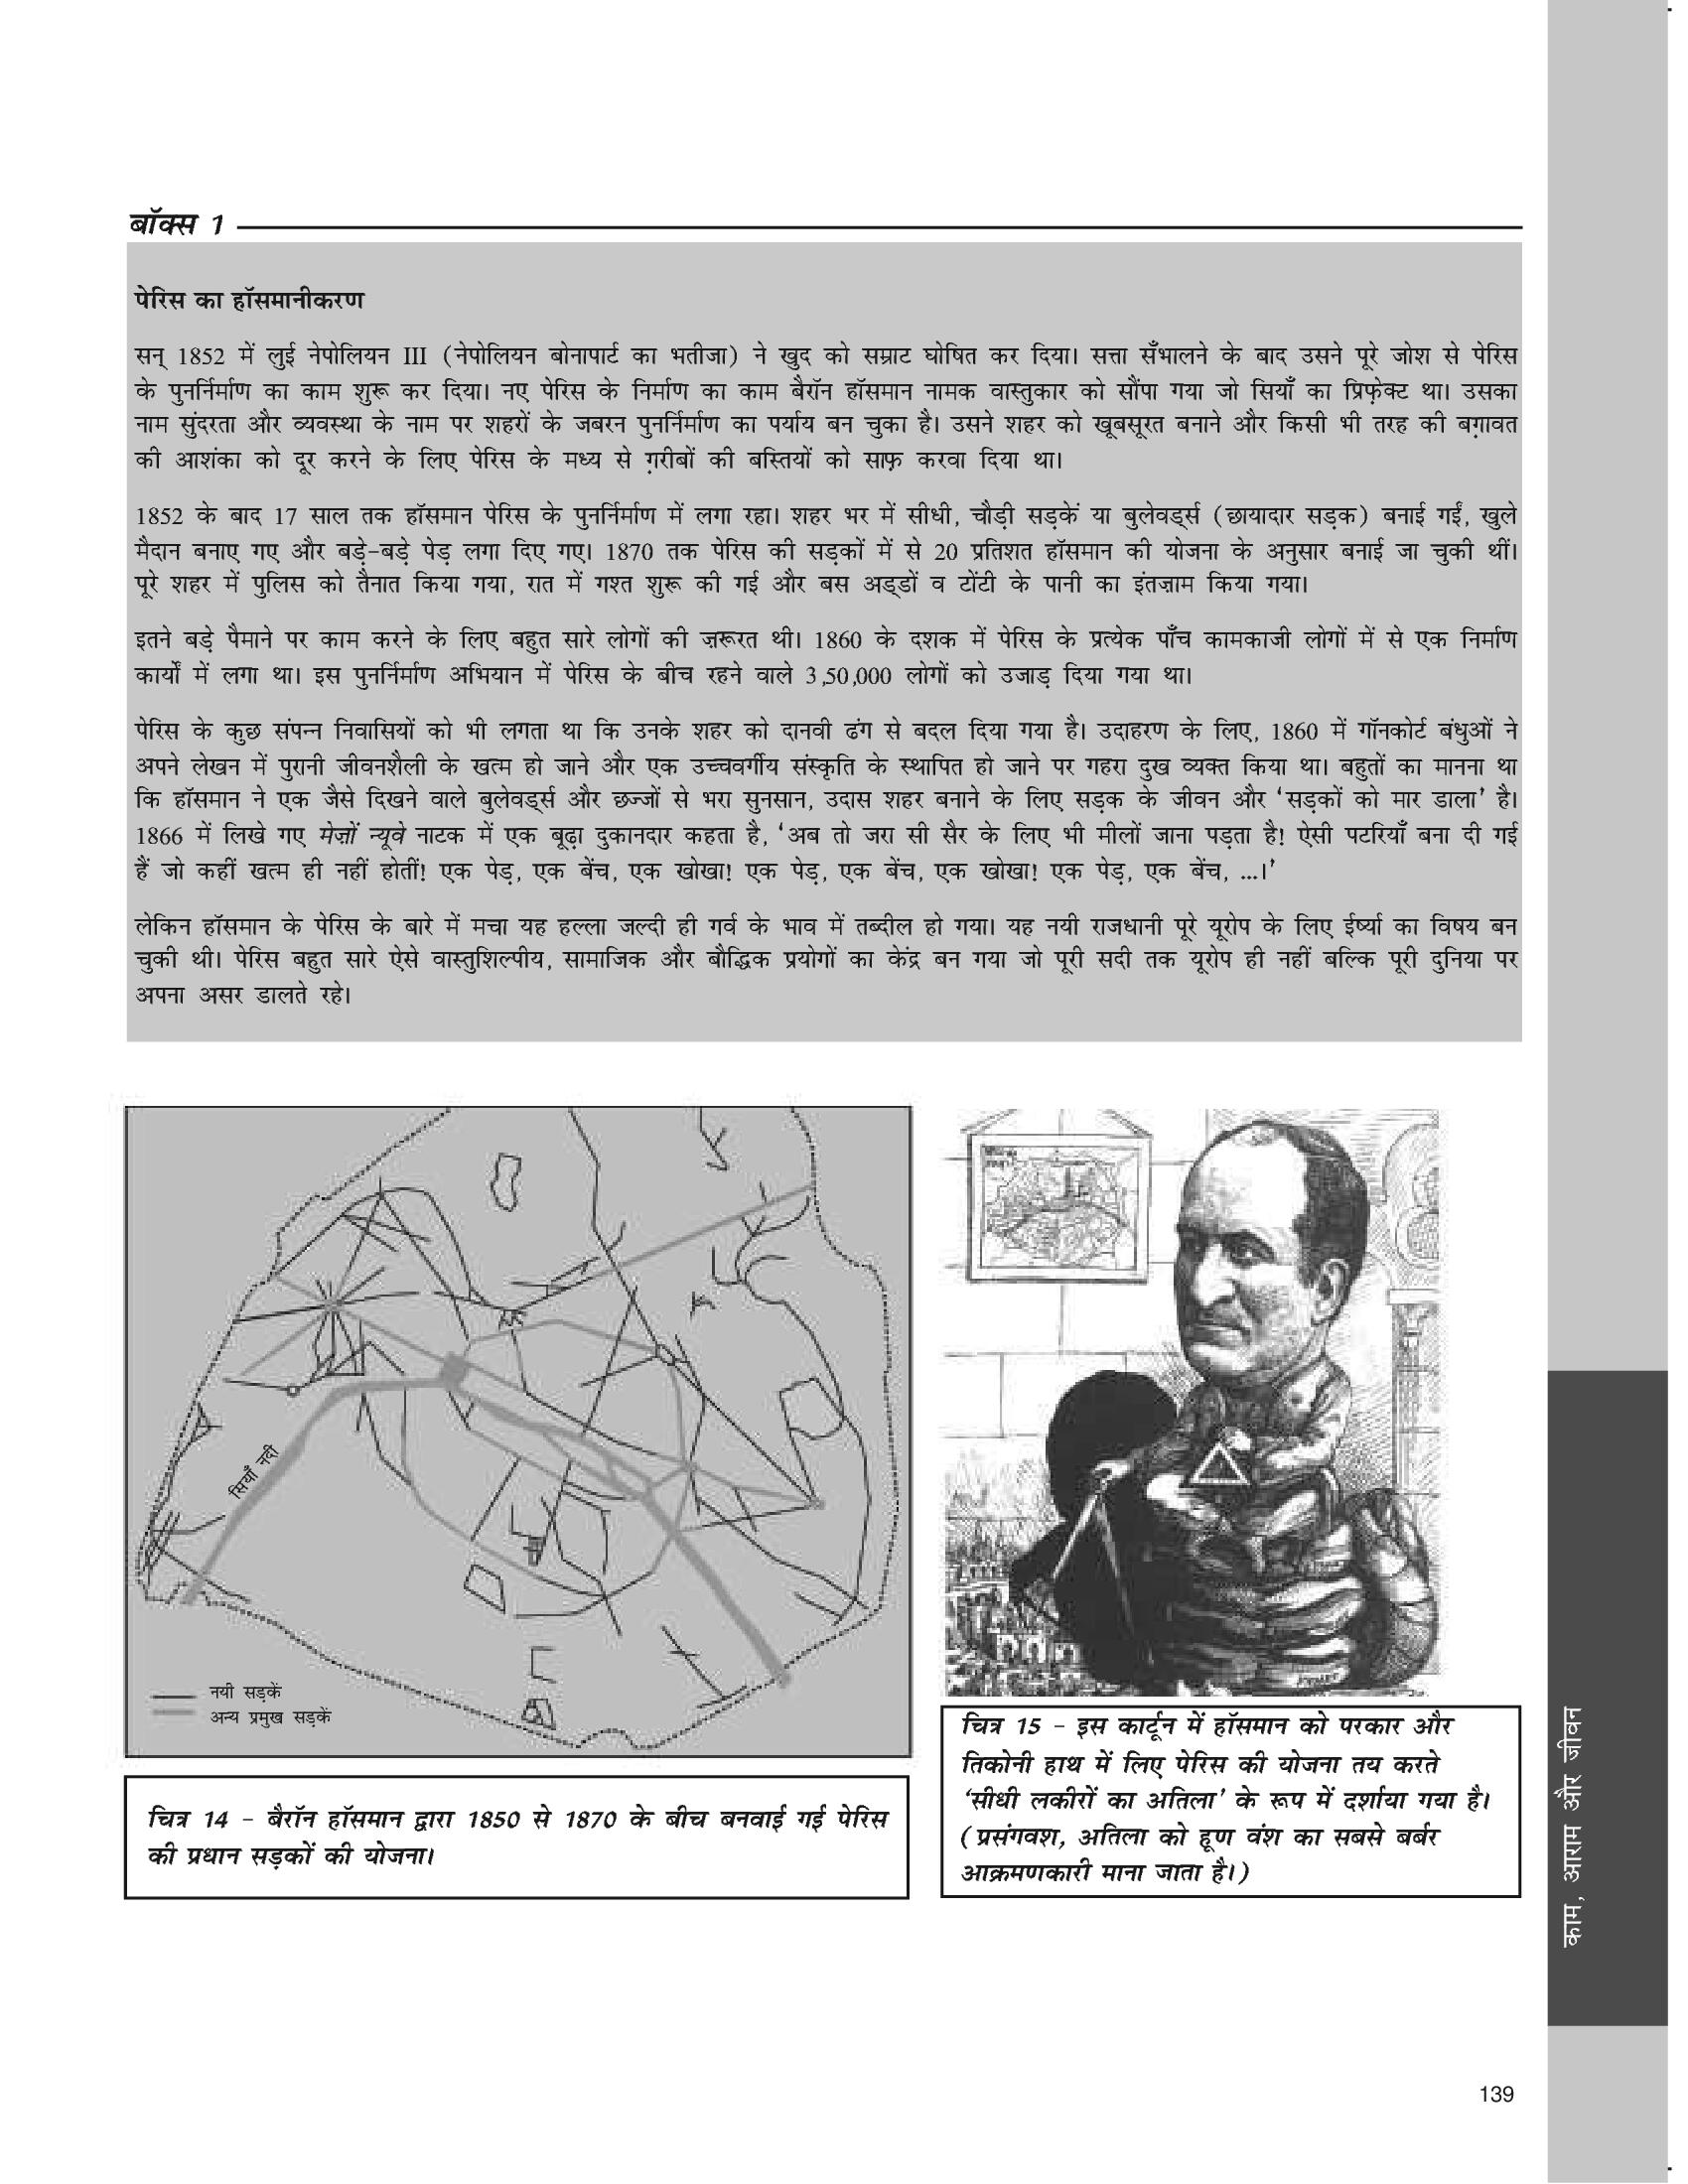 बॉक्स 1
पेरिस का हॉसमानीकरण
सन् 1852 में लुई नेपोलियन III (नेपोलियन बोनापार्ट का भतीजा) ने खुद को सम्राट घोषित कर दिया। सत्ता सँभालने के बाद उसने पूरे जोश से पेरिस
के पुनर्निर्माण का काम शुरू कर दिया। नए पेरिस के निर्माण का काम बैरॉन हॉसमान नामक वास्तुकार को सौंपा गया जो सियाँ का प्रिफ़ेक्ट था। उसका
नाम सुंदरता और व्यवस्था के नाम पर शहरों के जबरन पुनर्निर्माण का पर्याय बन चुका है। उसने शहर को खूबसूरत बनाने और किसी भी तरह की बग़ावत
की आशंका को दूर करने के लिए पेरिस के मध्य से ग़रीबों की बस्तियों को साफ़ करवा दिया था।
1852 के बाद 17 साल तक हॉसमान पेरिस के पुनर्निर्माण में लगा रहा। शहर भर में सीधी, चौड़ी सड़कें या बुलेवर्ड्स (छायादार सड़क) बनाई गईं, खुले
मैदान बनाए गए और बड़े-बड़े पेड़ लगा दिए गए। 1870 तक पेरिस की सड़कों में से 20 प्रतिशत हॉसमान की योजना के अनुसार बनाई जा चुकी थीं।
पूरे शहर में पुलिस को तैनात किया गया, रात में गश्त शुरू की गई और बस अड्डों व टोंटी के पानी का इंतज़ाम किया गया।
इतने बड़े पैमाने पर काम करने के लिए बहुत सारे लोगों की ज़रूरत थी। 1860 के दशक में पेरिस के प्रत्येक पाँच कामकाजी लोगों में से एक निर्माण
कार्यों में लगा था। इस पुनर्निर्माण अभियान में पेरिस के बीच रहने वाले 3,50,000 लोगों को उजाड़ दिया गया था।
पेरिस के कुछ संपन्न निवासियों को भी लगता था कि उनके शहर को दानवी ढंग से बदल दिया गया है। उदाहरण के लिए, 1860 में गॉनकोर्ट बंधुओं ने
अपने लेखन में पुरानी जीवनशैली के खत्म हो जाने और एक उच्चवर्गीय संस्कृति के स्थापित हो जाने पर गहरा दुख व्यक्त किया था। बहुतों का मानना था
कि हॉसमान ने एक जैसे दिखने वाले बुलेवर्ड्स और छज्जों से भरा सुनसान, उदास शहर बनाने के लिए सड़क के जीवन और ‘सड़कों को मार डाला’ है।
1866 में लिखे गए मेज़ों न्यूवे नाटक में एक बूढ़ा दुकानदार कहता है, ‘अब तो जरा सी सैर के लिए भी मीलों जाना पड़ता है! ऐसी पटरियाँ बना दी गई
हैं जो कहीं खत्म ही नहीं होतीं! एक पेड़, एक बेंच, एक खोखा! एक पेड़, एक बेंच, एक खोखा! एक पेड़, एक बेंच, ...।’
लेकिन हॉसमान के पेरिस के बारे में मचा यह हल्ला जल्दी ही गर्व के भाव में तब्दील हो गया। यह नयी राजधानी पूरे यूरोप के लिए ईर्ष्या का विषय बन
चुकी थी। पेरिस बहुत सारे ऐसे वास्तुशिल्पीय, सामाजिक और बौद्धिक प्रयोगों का केंद्र बन गया जो पूरी सदी तक यूरोप ही नहीं बल्कि पूरी दुनिया पर
अपना असर डालते रहे।
सियाँ नदी
नयी सड़कें
अन्य प्रमुख सड़कें
चित्र 14 - बैरॉन हॉसमान द्वारा 1850 से 1870 के बीच बनवाई गई पेरिस
की प्रधान सड़कों की योजना।
चित्र 15 - इस कार्टून में हॉसमान को परकार और
तिकोनी हाथ में लिए पेरिस की योजना तय करते
‘सीधी लकीरों का अतिला’ के रूप में दर्शाया गया है।
(प्रसंगवश, अतिला को हूण वंश का सबसे बर्बर
आक्रमणकारी माना जाता है।)
काम, आराम और जीवन
139